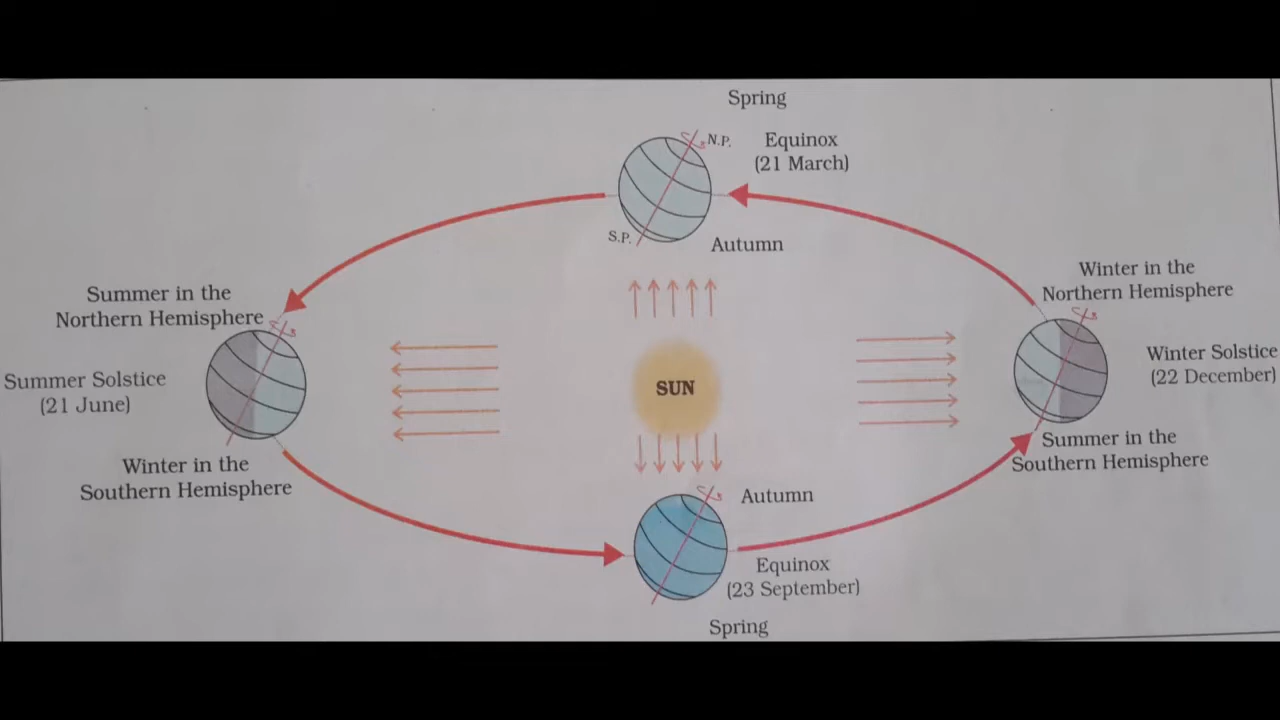 Spring
N.P.
Equinox
(21 March)
S.P.
Autumn
Summer in the
Northern Hemisphere
Summer Solstice
(21 June)
Winter in the
Southern Hemisphere
SUN
Winter in the
Northern Hemisphere
Winter Solstice
(22 December)
Summer in the
Southern Hemisphere
Autumn
Equinox
(23 September)
Spring